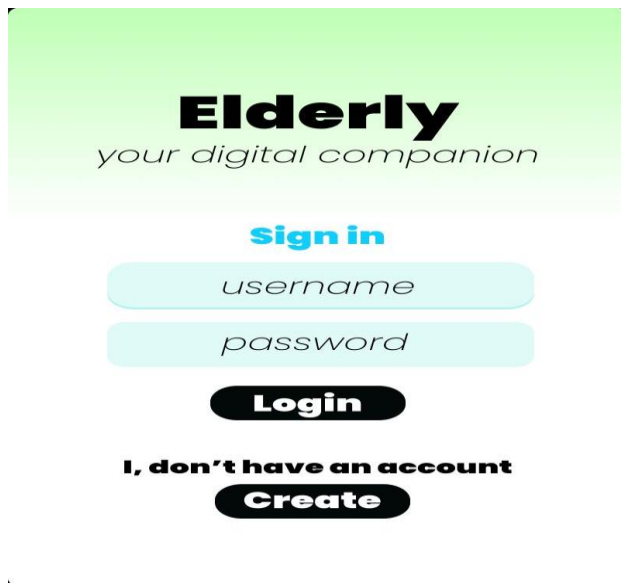 Elderly
your digital companion
Sign in
username
password
Login
I, don't have an account
Create